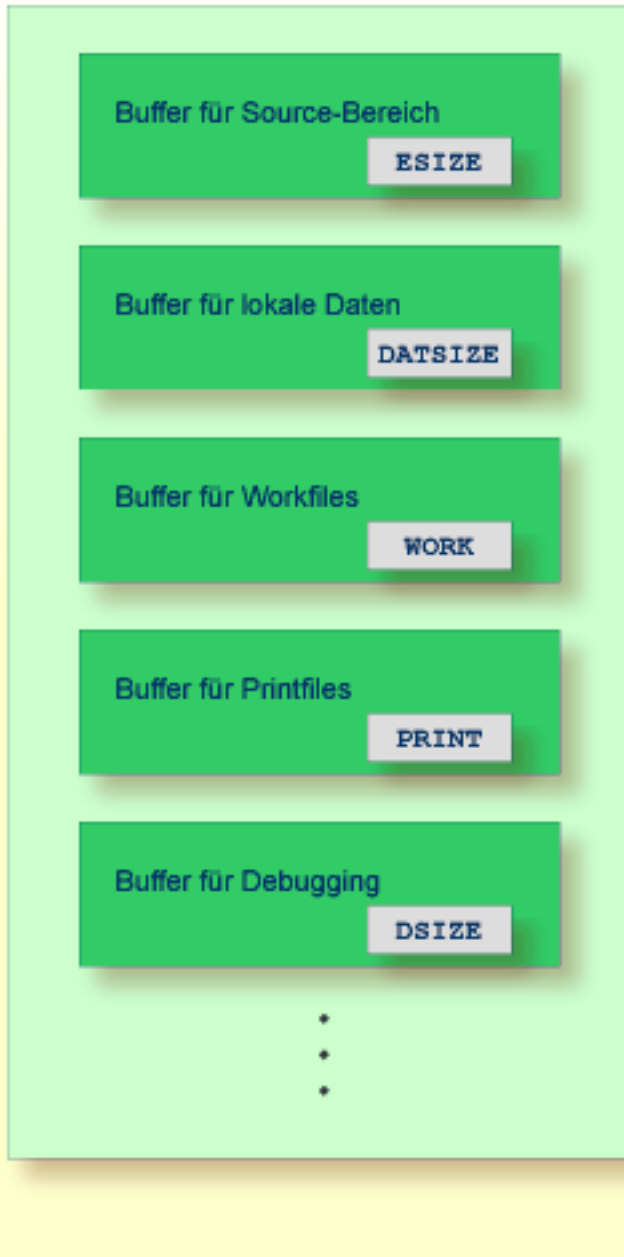 Buffer für Source-Bereich
ESIZE
Buffer für lokale Daten
DATSIZE
Buffer für Workfiles
WORK
Buffer für Printfiles
PRINT
Buffer für Debugging
DSIZE